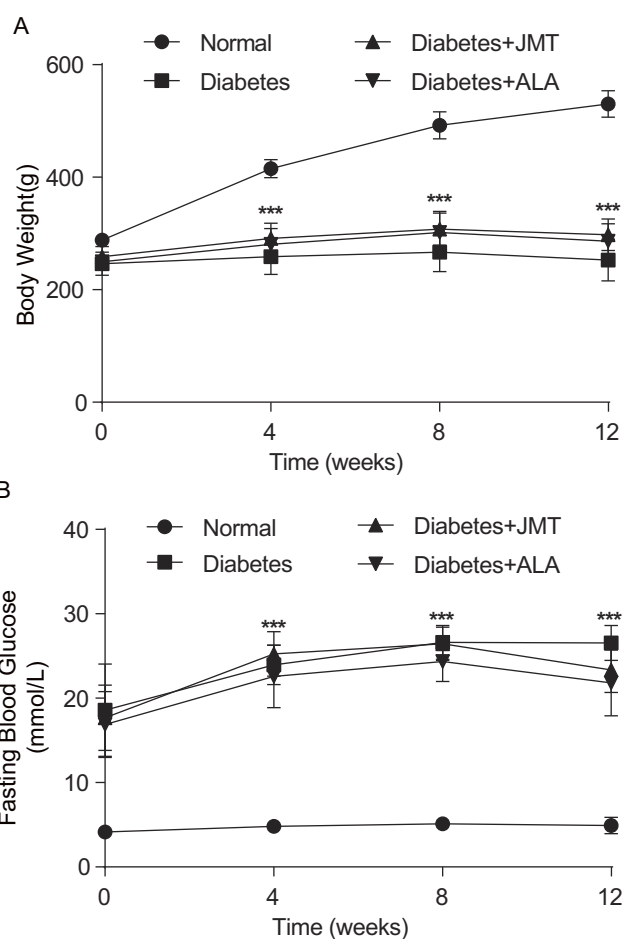 A
Normal
Diabetes+JMT
Diabetes
Diabetes+ALA
600
400
200
0
Body Weight(g)
***
***
***
0 4 8 12
Time (weeks)
B
Normal
Diabetes+JMT
Diabetes
Diabetes+ALA
40
30
20
10
0
Fasting Blood Glucose
(mmol/L)
***
***
***
0 4 8 12
Time (weeks)